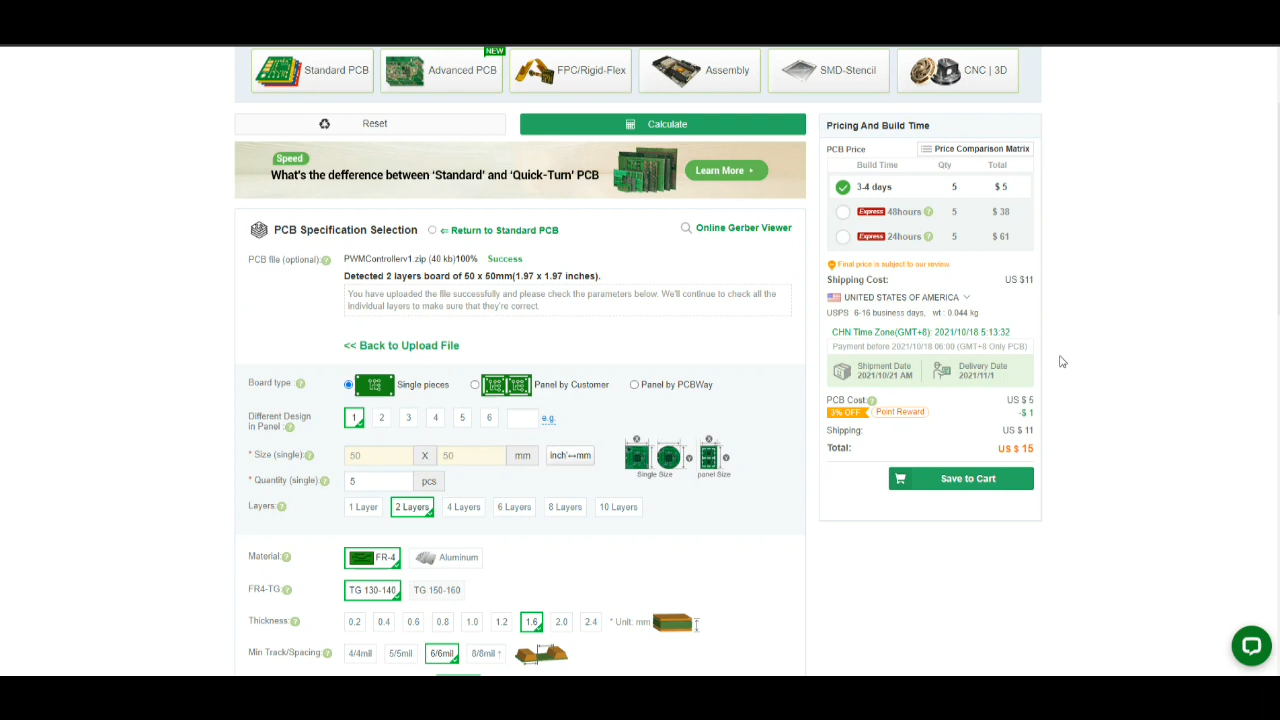 Standard PCB
NEW
Advanced PCB
FPC/Rigid-Flex
Assembly
SMD-Stencil
CNC | 3D
Reset
Calculate
Speed
What's the defference between 'Standard' and 'Quick-Turn' PCB
Learn More
PCB Specification Selection
⇐ Return to Standard PCB
Online Gerber Viewer
PCB file (optional):
PWMControllerv1.zip (40 kb)100% Success
Detected 2 layers board of 50 x 50mm(1.97 x 1.97 inches).
You have uploaded the file successfully and please check the parameters below. We'll continue to check all the
individual layers to make sure that they're correct.
<< Back to Upload File
Board type :
Single pieces
Panel by Customer
Panel by PCBWay
Different Design
in Panel :
1 2 3 4 5 6 e.g.
* Size (single):
50 X 50 mm inch'↔mm
X X
Y Y
Single Size panel Size
* Quantity (single):
5 pcs
Layers:
1 Layer 2 Layers 4 Layers 6 Layers 8 Layers 10 Layers
Material:
FR-4 Aluminum
FR4-TG:
TG 130-140 TG 150-160
Thickness:
0.2 0.4 0.6 0.8 1.0 1.2 1.6 2.0 2.4 * Unit: mm
Min Track/Spacing:
4/4mil 5/5mil 6/6mil 8/8mil ↑
Pricing And Build Time
PCB Price
Price Comparison Matrix
Build Time Qty Total
3-4 days 5 $ 5
Express 48hours 5 $ 38
Express 24hours 5 $ 61
Final price is subject to our review.
Shipping Cost: US $11
UNITED STATES OF AMERICA
USPS 6-16 business days, wt : 0.044 kg
CHN Time Zone(GMT+8): 2021/10/18 5:13:32
Payment before 2021/10/18 06:00 (GMT+8 Only PCB)
Shipment Date
2021/10/21 AM
Delivery Date
2021/11/1
PCB Cost: US $ 5
3% OFF Point Reward -$ 1
Shipping: US $ 11
Total: US $ 15
Save to Cart